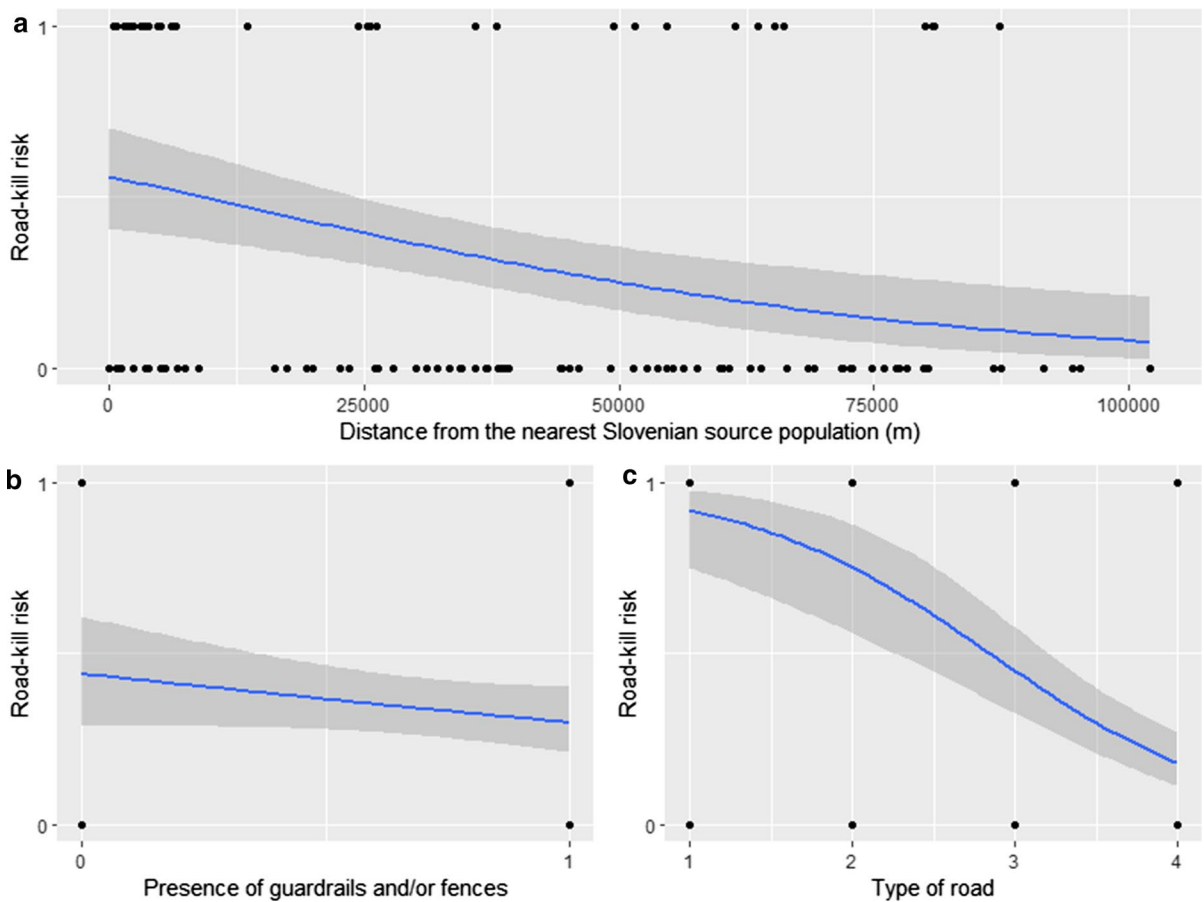 a
1
Road-kill risk
0
0
25000
50000
75000
100000
Distance from the nearest Slovenian source population (m)
b
1
Road-kill risk
0
0
1
Presence of guardrails and/or fences
c
1
Road-kill risk
0
1
2
3
4
Type of road